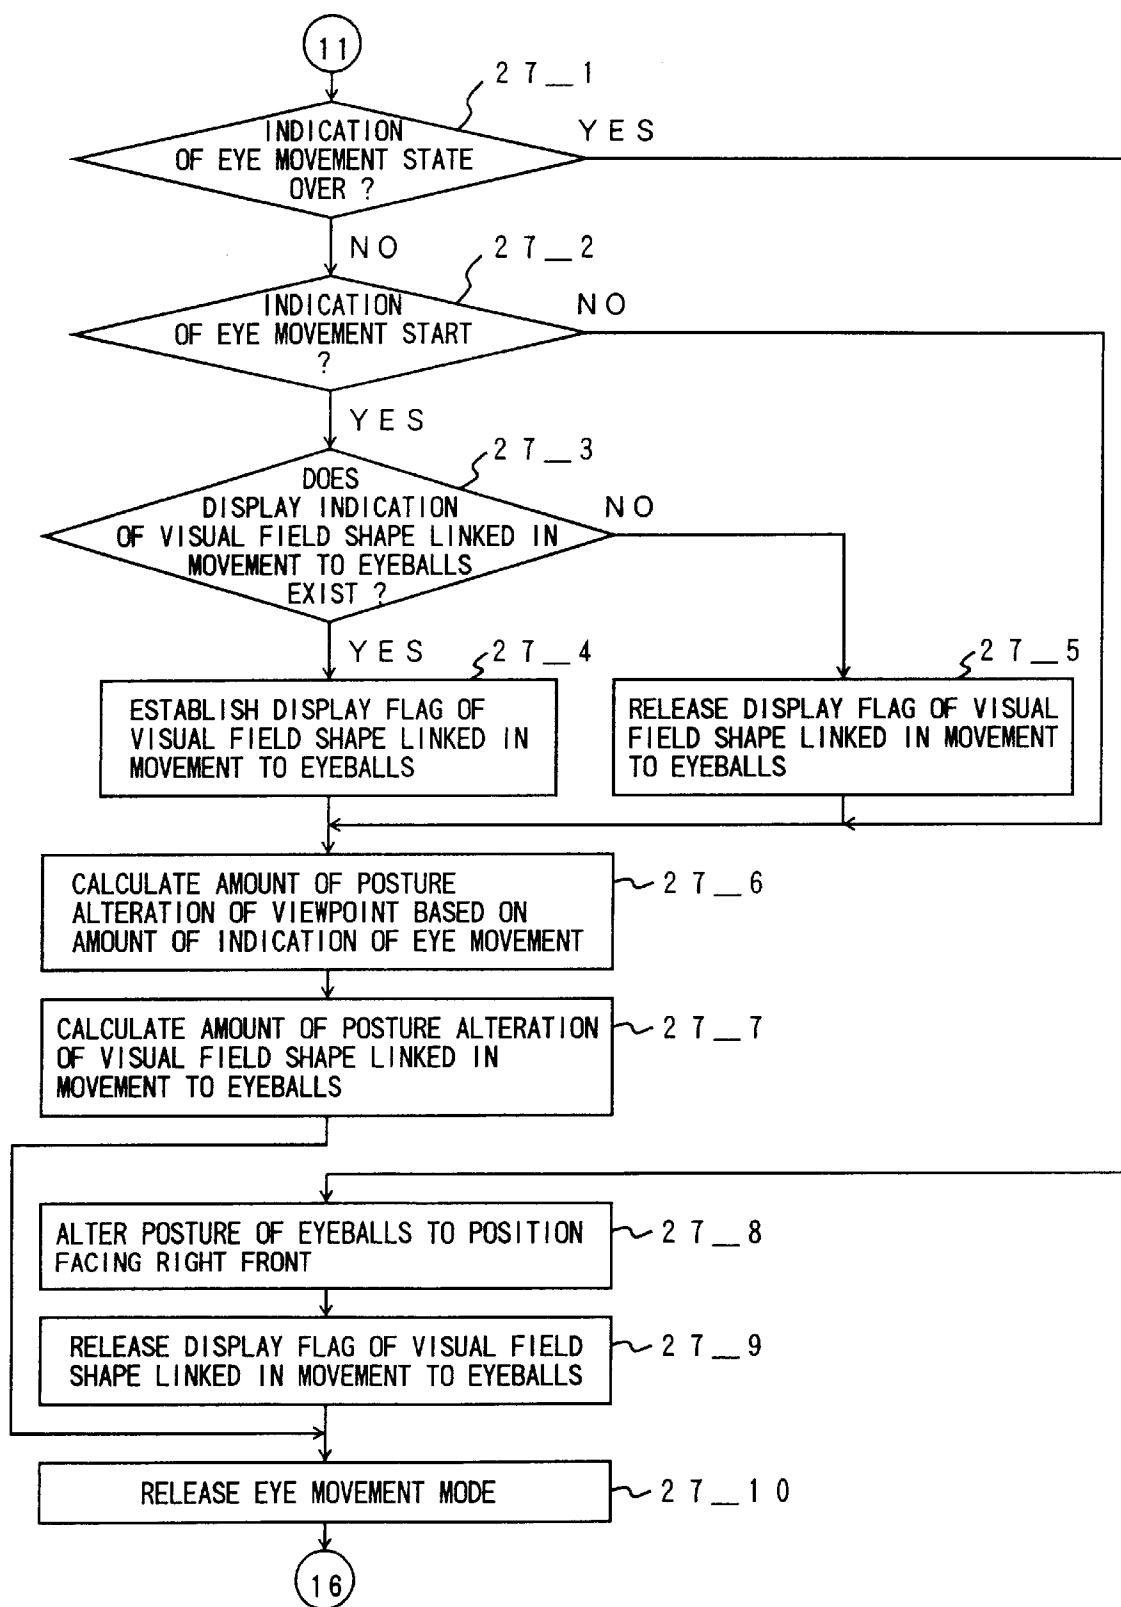 11
27_1
INDICATION
OF EYE MOVEMENT STATE
OVER ?
YES
NO
27_2
INDICATION
OF EYE MOVEMENT START
?
NO
YES
27_3
DOES
DISPLAY INDICATION
OF VISUAL FIELD SHAPE LINKED IN
MOVEMENT TO EYEBALLS
EXIST ?
NO
YES
27_4
ESTABLISH DISPLAY FLAG OF
VISUAL FIELD SHAPE LINKED IN
MOVEMENT TO EYEBALLS
27_5
RELEASE DISPLAY FLAG OF VISUAL
FIELD SHAPE LINKED IN MOVEMENT
TO EYEBALLS
CALCULATE AMOUNT OF POSTURE
ALTERATION OF VIEWPOINT BASED ON
AMOUNT OF INDICATION OF EYE MOVEMENT
27_6
CALCULATE AMOUNT OF POSTURE ALTERATION
OF VISUAL FIELD SHAPE LINKED IN
MOVEMENT TO EYEBALLS
27_7
ALTER POSTURE OF EYEBALLS TO POSITION
FACING RIGHT FRONT
27_8
RELEASE DISPLAY FLAG OF VISUAL FIELD
SHAPE LINKED IN MOVEMENT TO EYEBALLS
27_9
RELEASE EYE MOVEMENT MODE
27_10
16